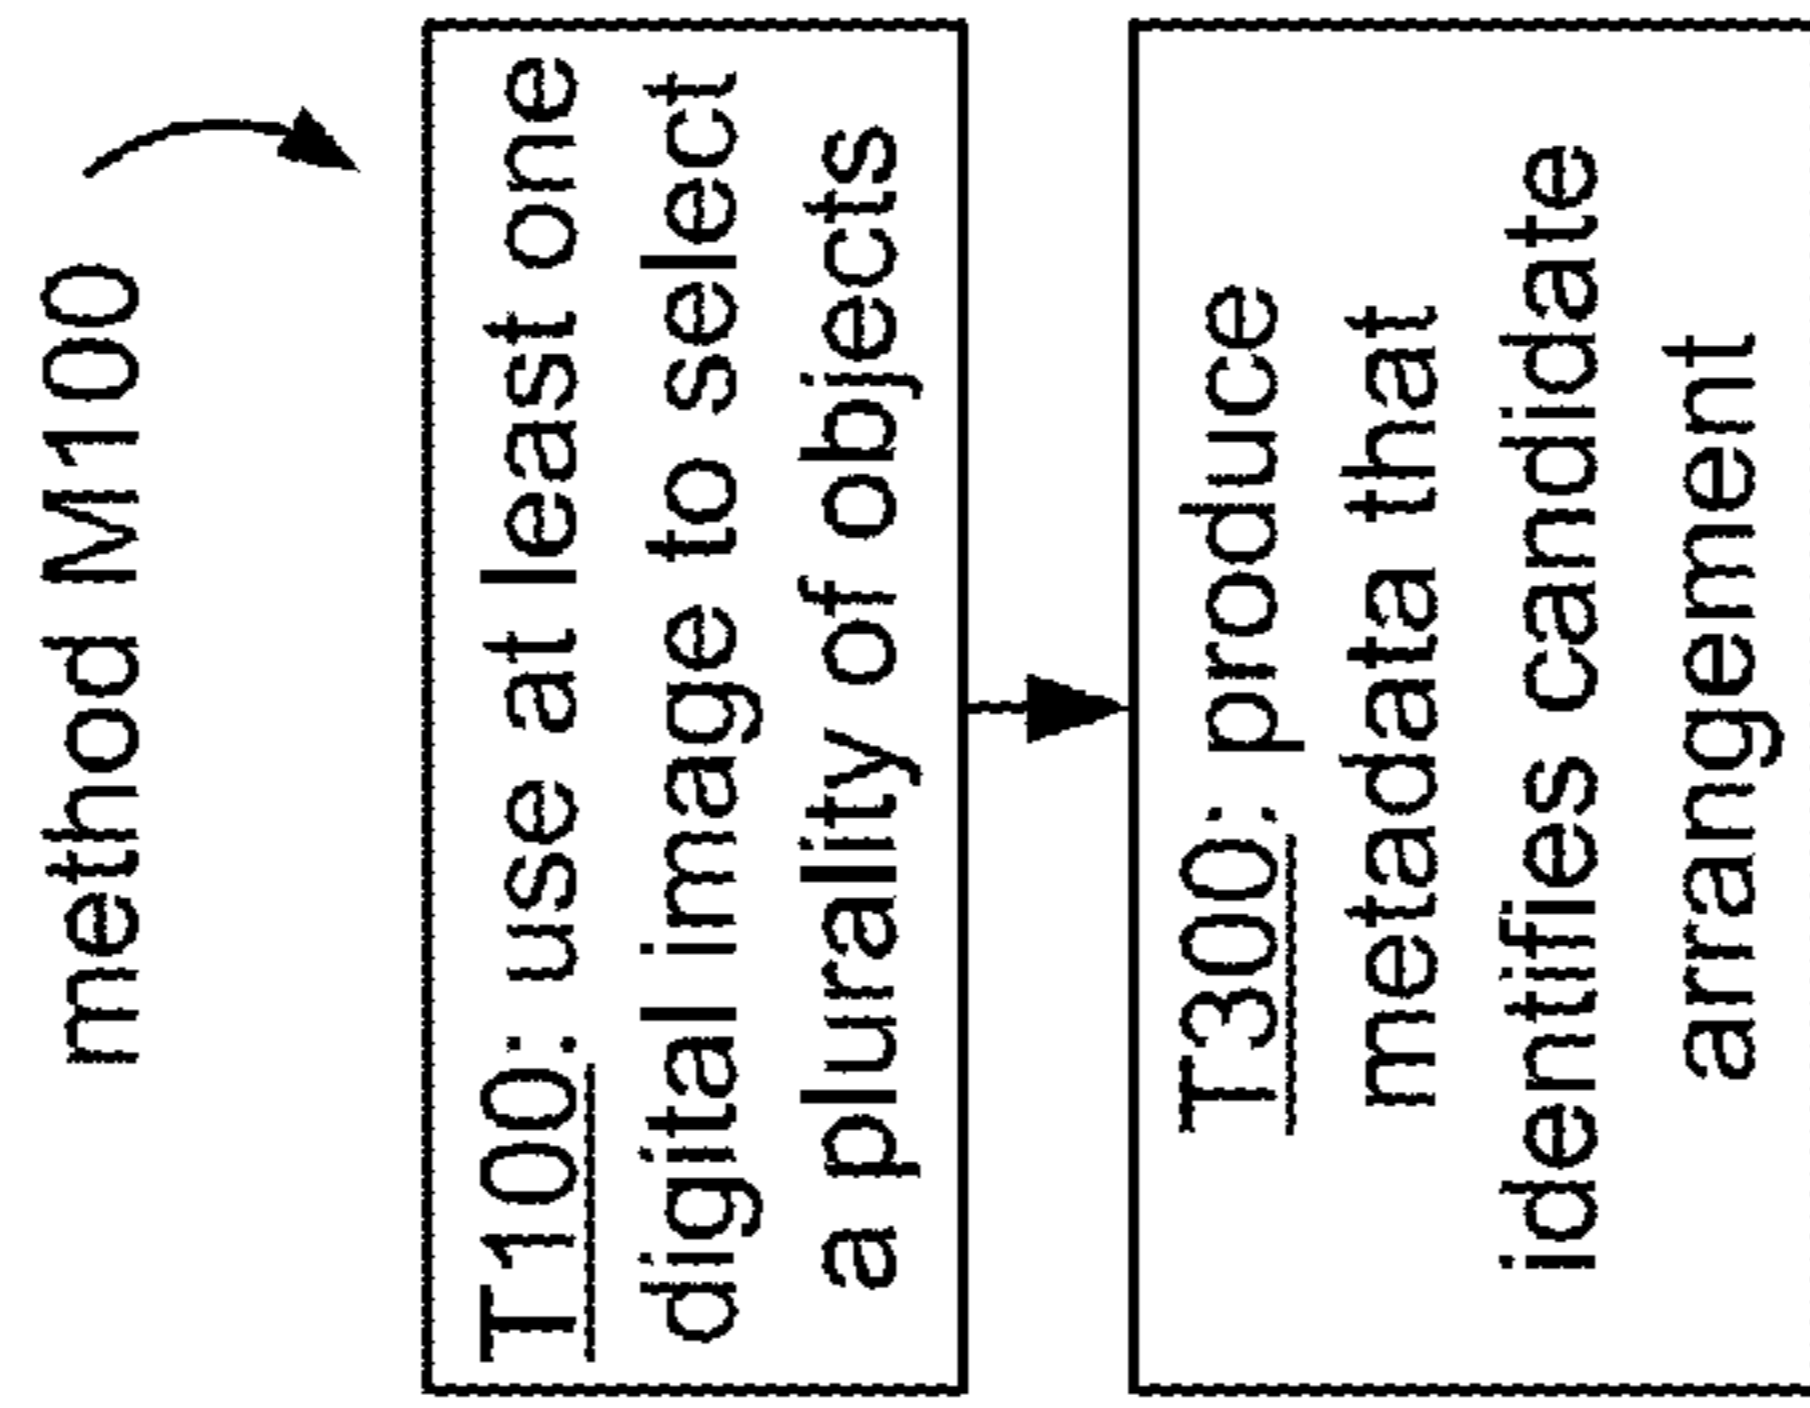 method M100
T100: use at least one
digital image to select
a plurality of objects
T300: produce
metadata that
identifies candidate
arrangement